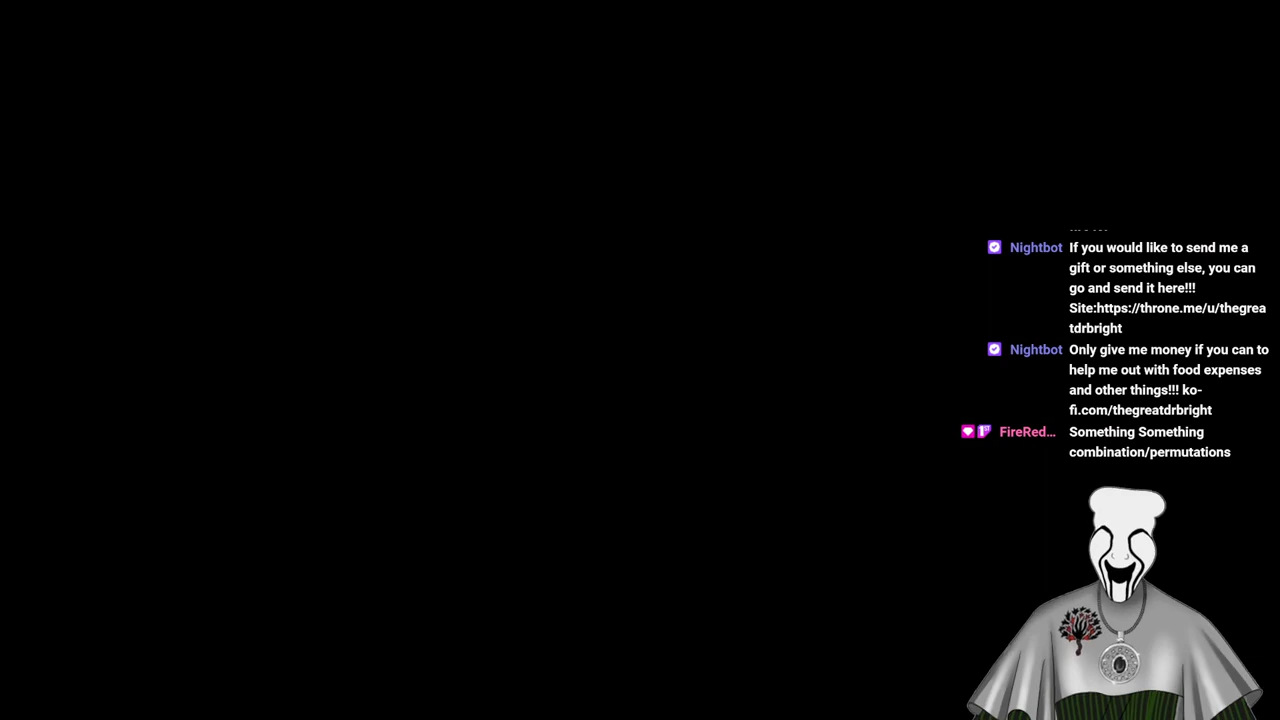 Nightbot If you would like to send me a
gift or something else, you can
go and send it here!!!
Site:https://throne.me/u/thegrea
tdrbright
Nightbot Only give me money if you can to
help me out with food expenses
and other things!!! ko-
fi.com/thegreatdrbright
FireRed... Something Something
combination/permutations